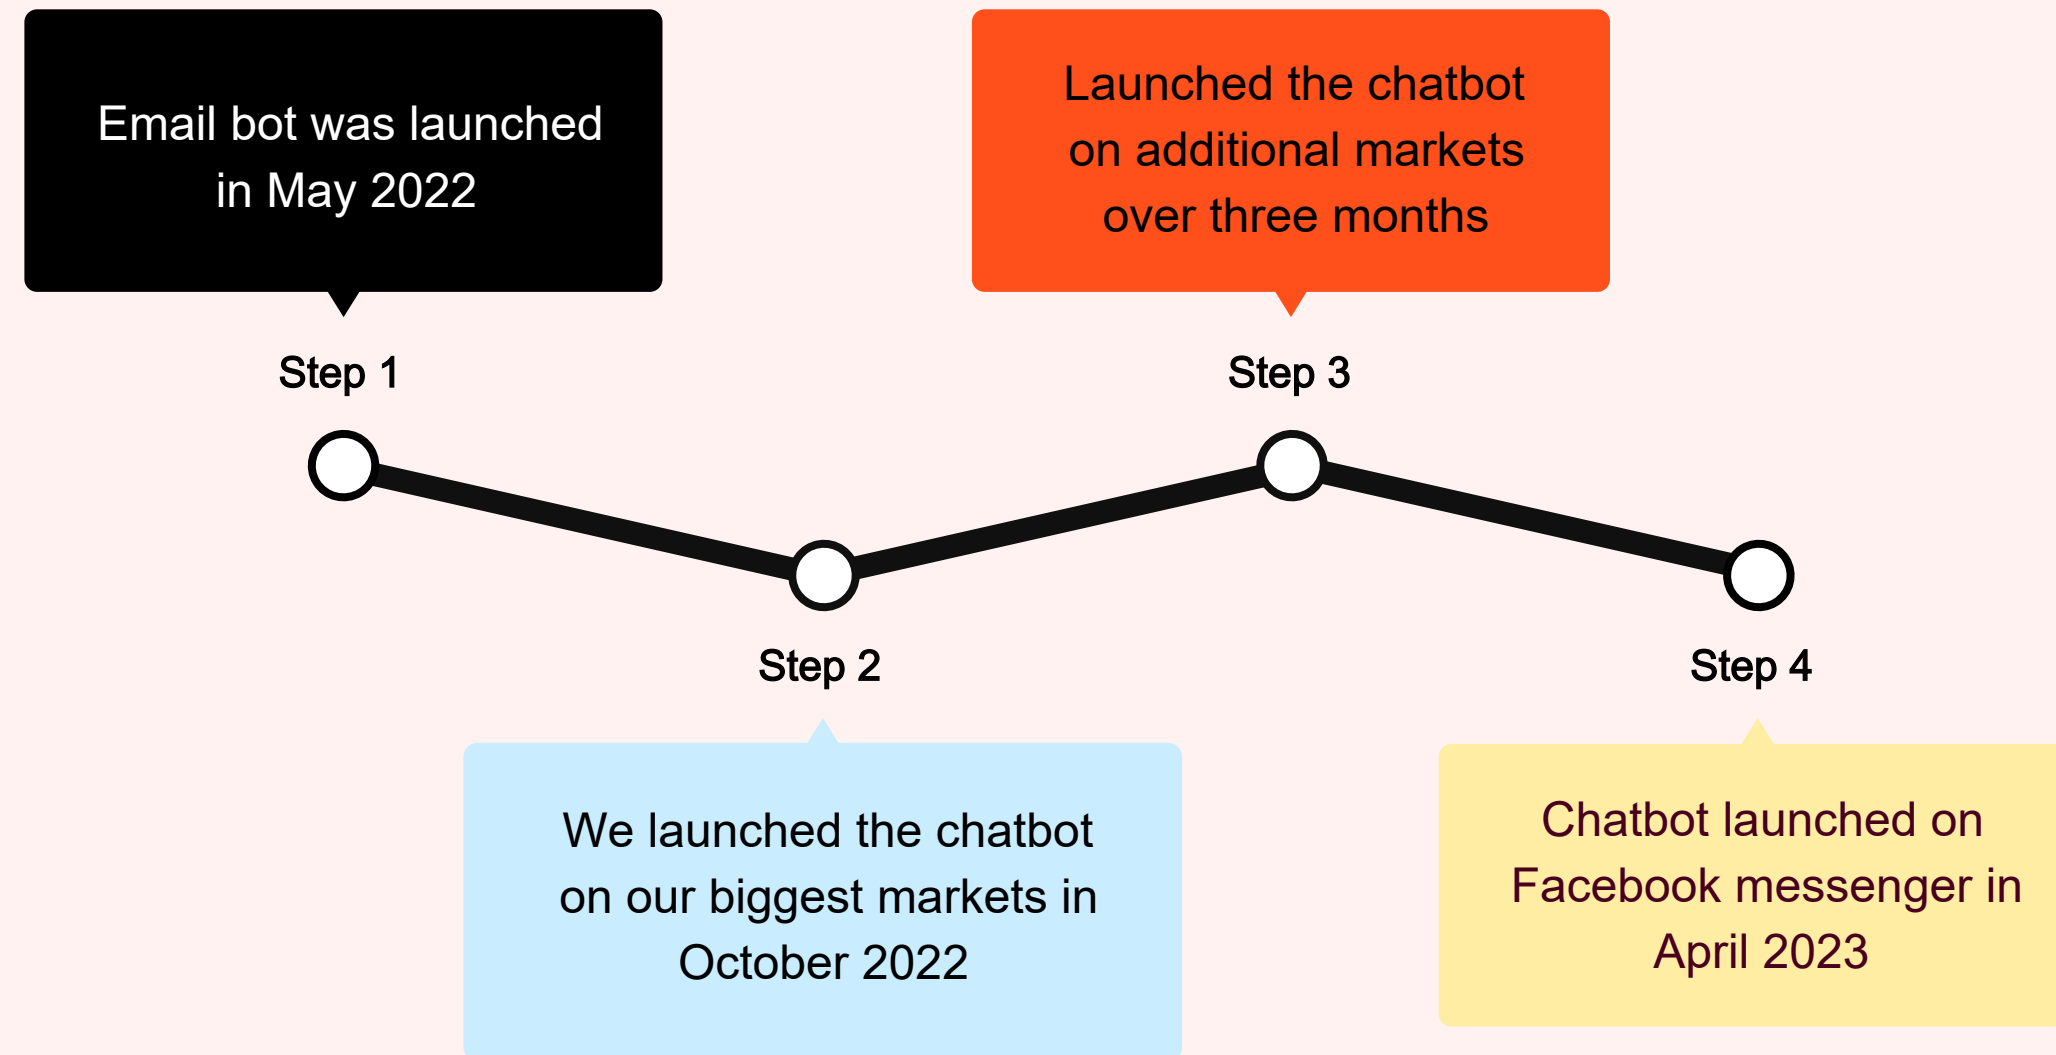 Email bot was launched
in May 2022
Step 1
We launched the chatbot
on our biggest markets in
October 2022
Step 2
Launched the chatbot
on additional markets
over three months
Step 3
Chatbot launched on
Facebook messenger in
April 2023
Step 4